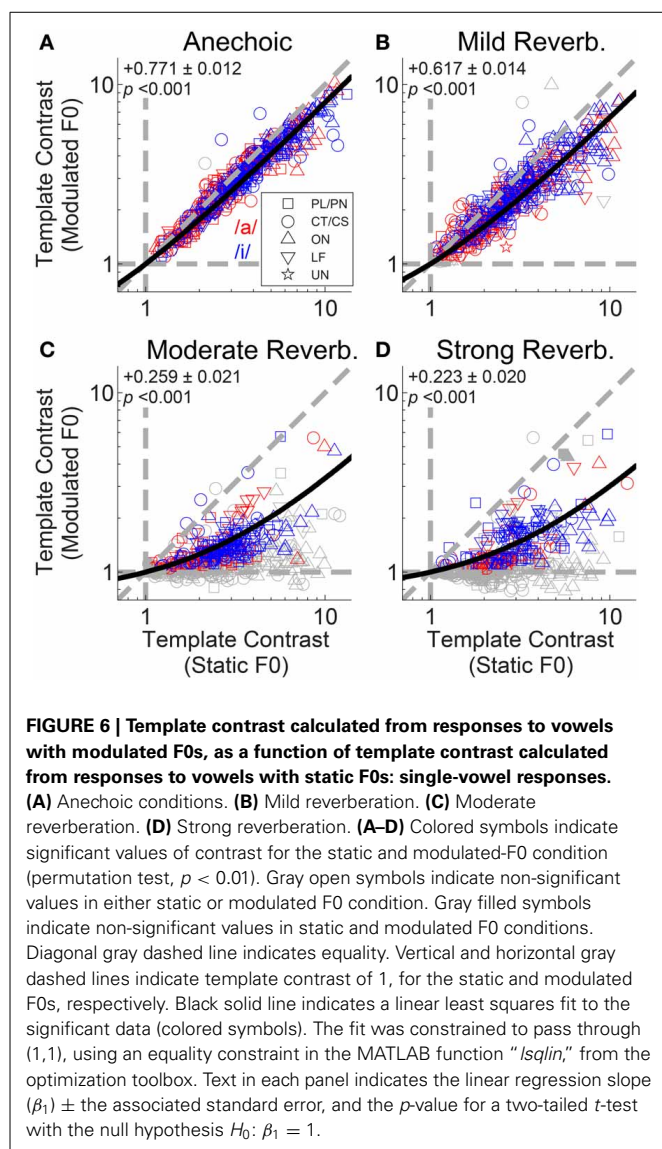 A Anechoic
B Mild Reverb.
+0.771 ± 0.012
p <0.001
+0.617 ± 0.014
p <0.001
10
10
Template Contrast
(Modulated F0)
Template Contrast
(Modulated F0)
/a/
/i/
PL/PN
CT/CS
ON
LF
UN
1
1
1
10
1
10
C Moderate Reverb.
D Strong Reverb.
+0.259 ± 0.021
p <0.001
+0.223 ± 0.020
p <0.001
10
10
Template Contrast
(Modulated F0)
Template Contrast
(Modulated F0)
1
1
1
10
1
10
Template Contrast
(Static F0)
Template Contrast
(Static F0)
FIGURE 6 | Template contrast calculated from responses to vowels
with modulated F0s, as a function of template contrast calculated
from responses to vowels with static F0s: single-vowel responses.
(A) Anechoic conditions. (B) Mild reverberation. (C) Moderate
reverberation. (D) Strong reverberation. (A–D) Colored symbols indicate
significant values of contrast for the static and modulated-F0 condition
(permutation test, p < 0.01). Gray open symbols indicate non-significant
values in either static or modulated F0 condition. Gray filled symbols
indicate non-significant values in static and modulated F0 conditions.
Diagonal gray dashed line indicates equality. Vertical and horizontal gray
dashed lines indicate template contrast of 1, for the static and modulated
F0s, respectively. Black solid line indicates a linear least squares fit to the
significant data (colored symbols). The fit was constrained to pass through
(1,1), using an equality constraint in the MATLAB function “lsqlin,” from the
optimization toolbox. Text in each panel indicates the linear regression slope
(β1) ± the associated standard error, and the p-value for a two-tailed t-test
with the null hypothesis H0: β1 = 1.